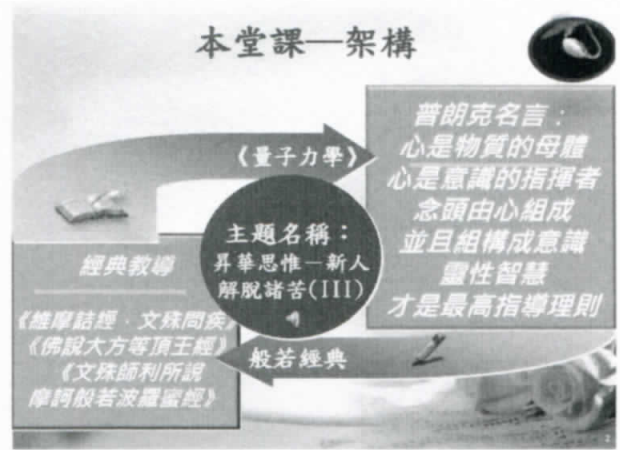 本堂課—架構
《量子力學》
普朗克名言：
心是物質的母體
心是意識的指揮者
念頭由心組成
並且組構成意識
靈性智慧
才是最高指導理則
主題名稱：
昇華思惟－新人
解脫諸苦(III)
經典教導
《維摩詰經．文殊問疾》
《佛說大方等頂王經》
《文殊師利所說
摩訶般若波羅蜜經》
般若經典
2